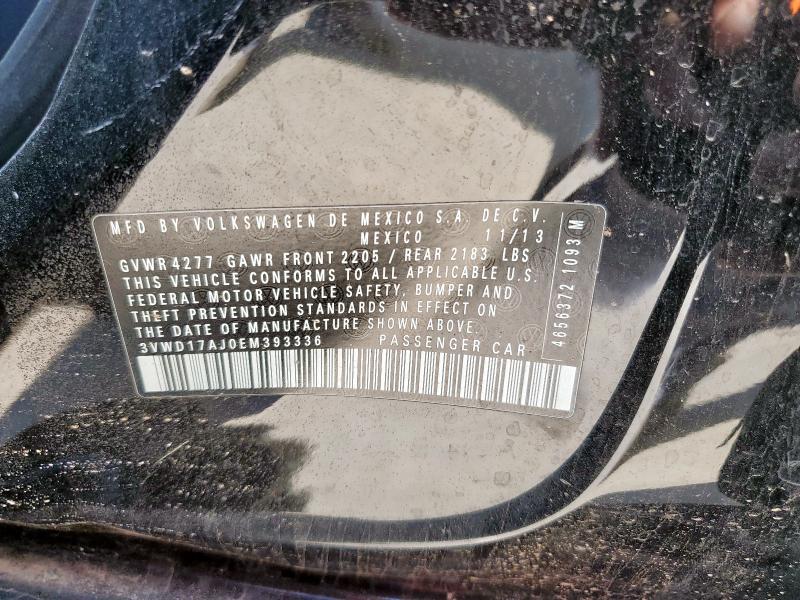 MFD BY VOLKSWAGEN DE MEXICO S.A. DE C.V.
MEXICO 11/13
GVWR 4277 GAWR FRONT 2205 / REAR 2183 LBS
THIS VEHICLE CONFORMS TO ALL APPLICABLE U.S.
FEDERAL MOTOR VEHICLE SAFETY, BUMPER AND
THEFT PREVENTION STANDARDS IN EFFECT ON
THE DATE OF MANUFACTURE SHOWN ABOVE.
3VWD17AJ0EM393336 PASSENGER CAR
4656372 1093 M